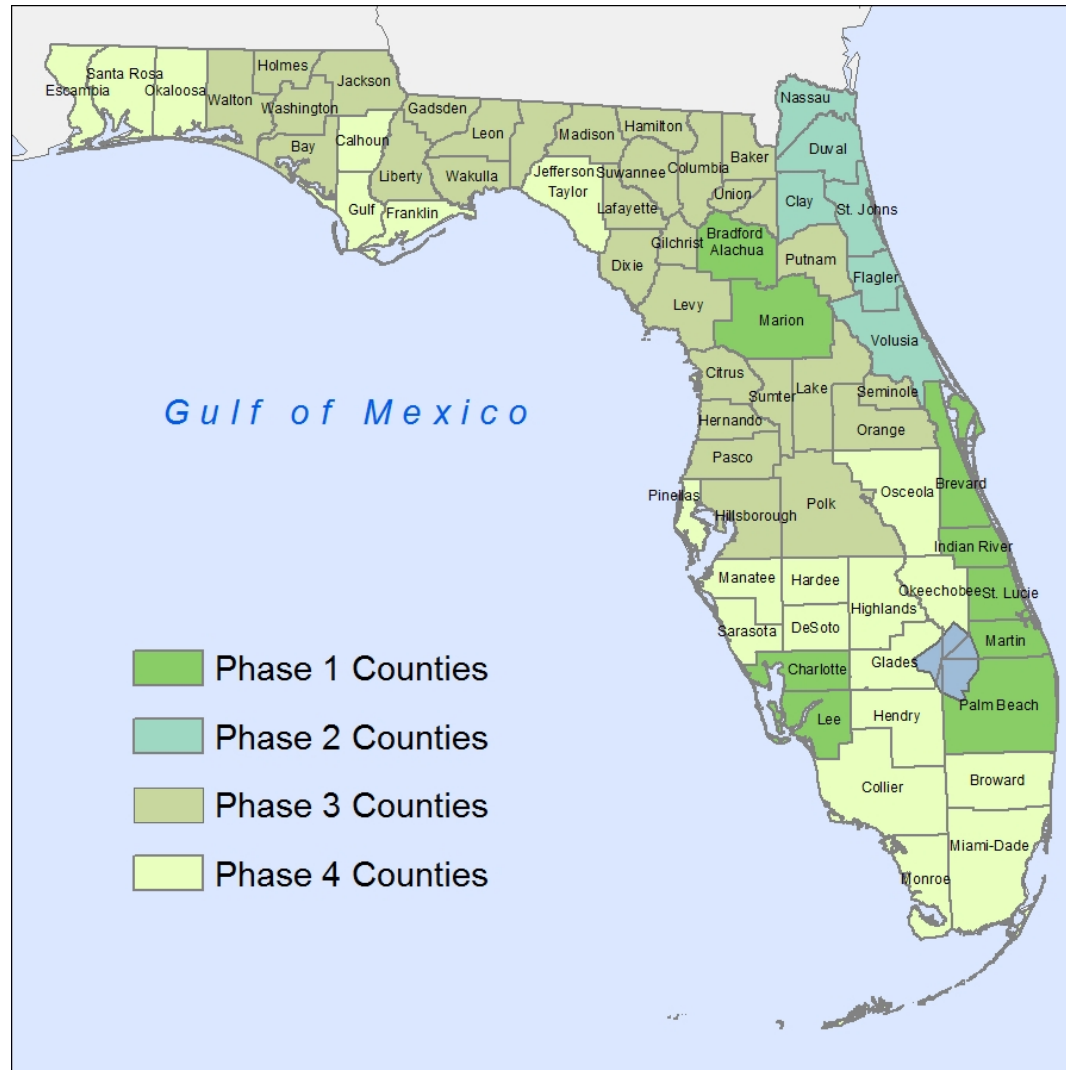 Holmes
Jackson
Santa Rosa
Escambia
Okaloosa
Walton
Washington
Gadsden
Calhoun
Bay
Leon
Liberty
Wakulla
Gulf
Franklin
Madison
Hamilton
Jefferson
Taylor
Suwannee
Columbia
Baker
Lafayette
Union
Nassau
Duval
Clay
St. Johns
Bradford
Alachua
Gilchrist
Dixie
Putnam
Flagler
Levy
Marion
Volusia
Citrus
Sumter
Lake
Seminole
Hernando
Orange
Pasco
Gulf of Mexico
Pinellas
Hillsborough
Polk
Osceola
Brevard
Indian River
Manatee
Hardee
Okeechobee
St. Lucie
Highlands
Sarasota
DeSoto
Martin
Charlotte
Glades
Lee
Hendry
Palm Beach
Collier
Broward
Miami-Dade
Monroe
Phase 1 Counties
Phase 2 Counties
Phase 3 Counties
Phase 4 Counties